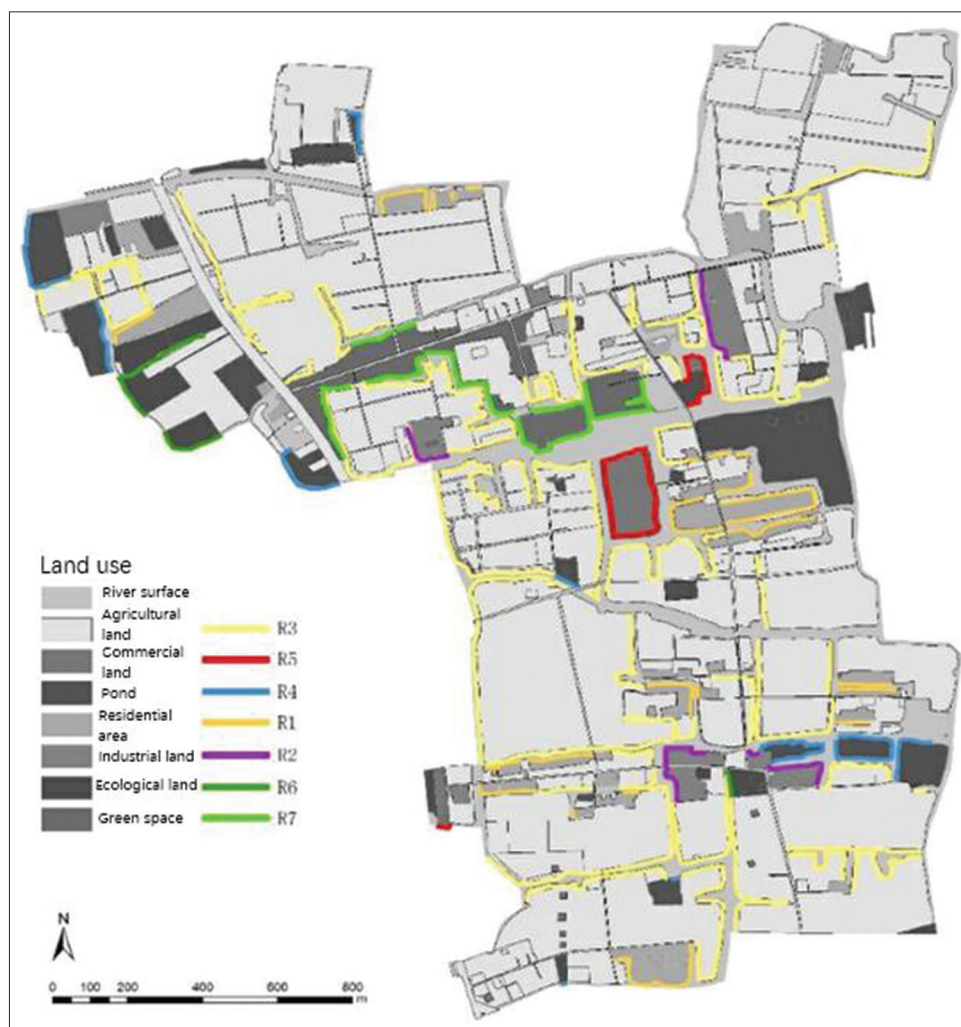 Land use
River surface
Agricultural
land
Commercial
land
Pond
Residential
area
Industrial land
Ecological land
Green space
R3
R5
R4
R1
R2
R6
R7
N
0 100 200 400 600 800
m